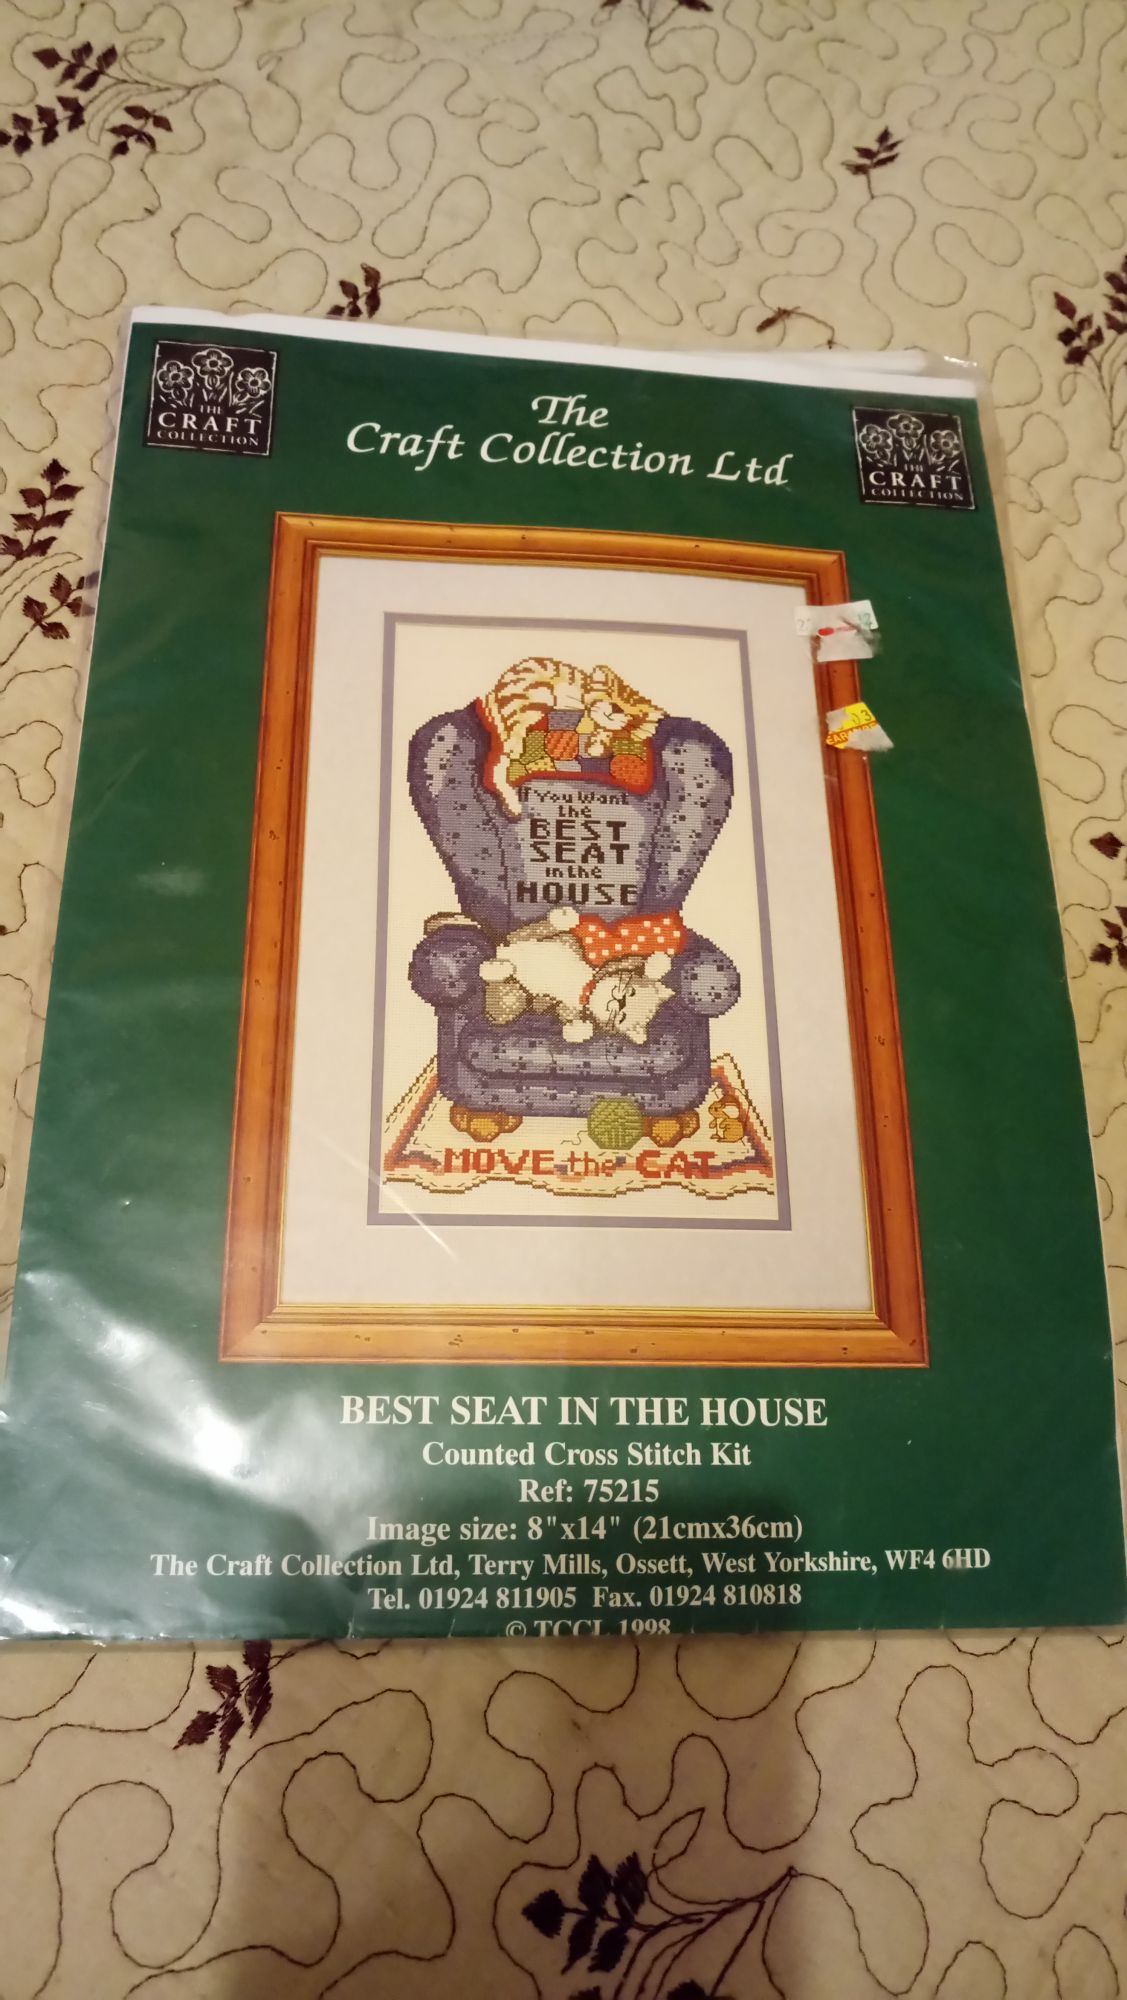 THE
CRAFT
COLLECTION
The
Craft Collection Ltd
THE
CRAFT
COLLECTION
If You Want
the
BEST
SEAT
in the
HOUSE
MOVE the CAT
BEST SEAT IN THE HOUSE
Counted Cross Stitch Kit
Ref: 75215
Image size: 8"x14" (21cmx36cm)
The Craft Collection Ltd, Terry Mills, Ossett, West Yorkshire, WF4 6HD
Tel. 01924 811905 Fax. 01924 810818
© TCCL 1998